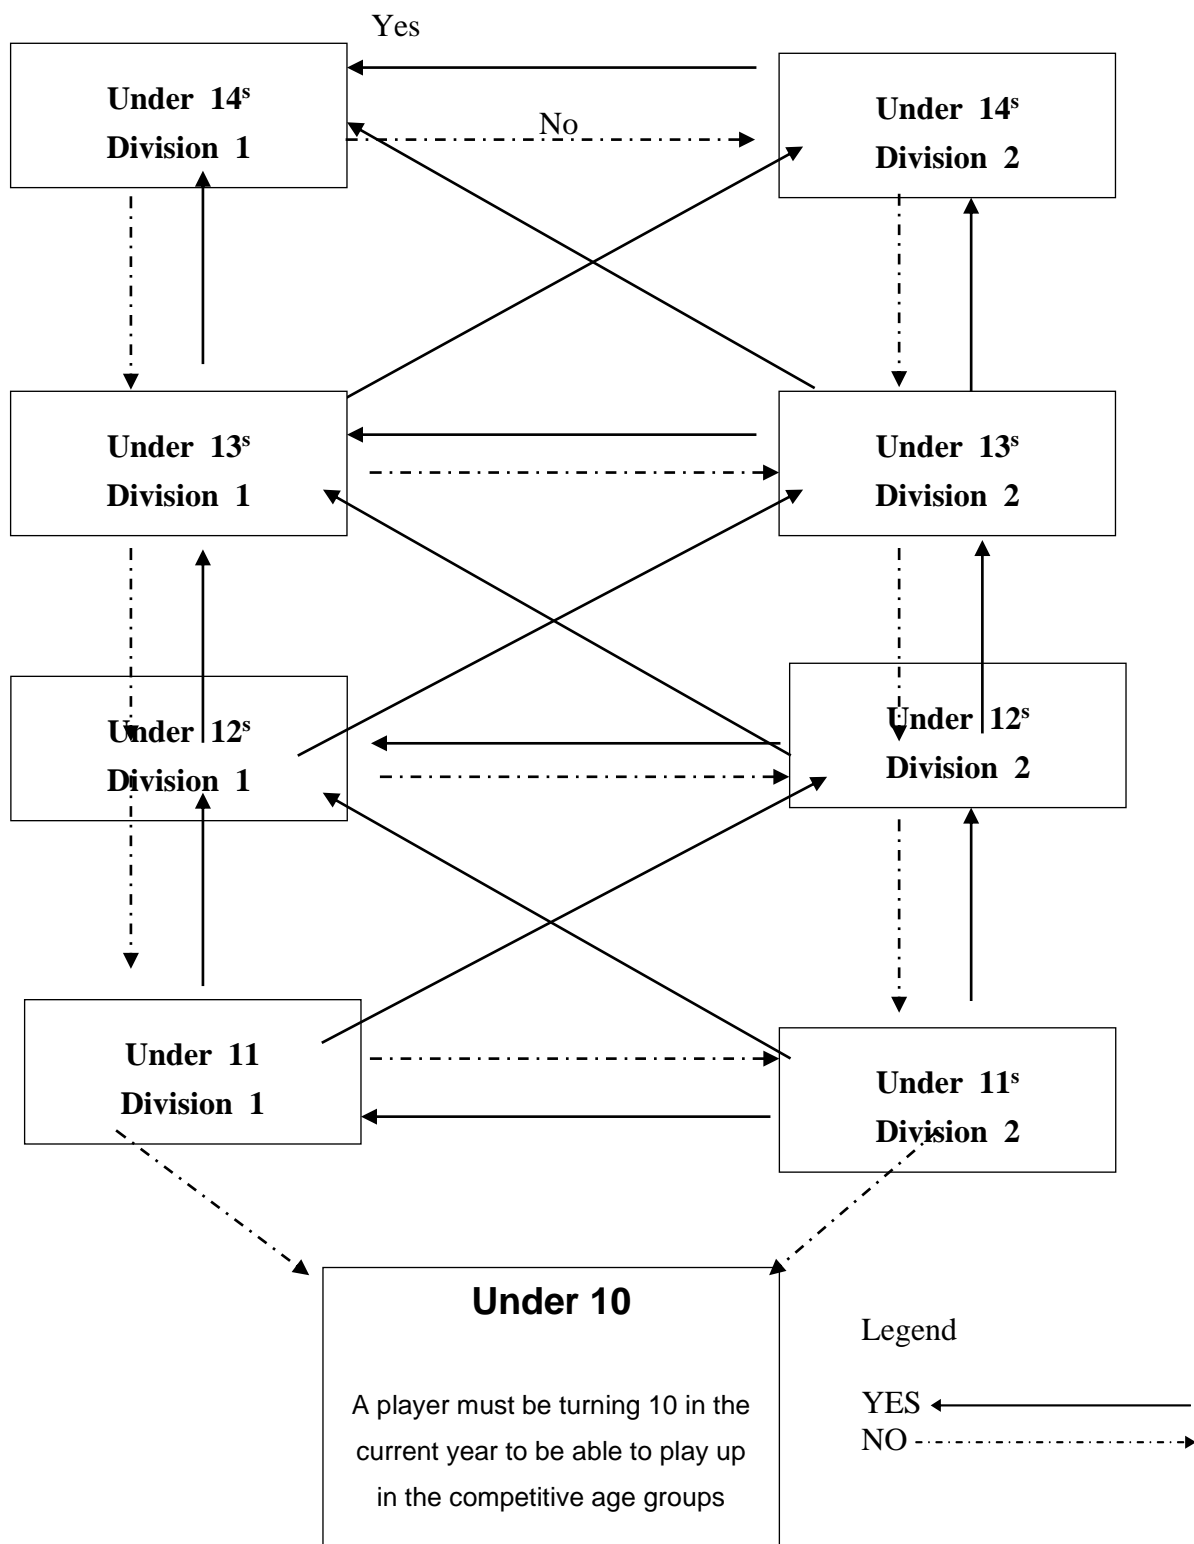 Yes
Under 14s
Division 1
Under 14s
Division 2
No
Under 13s
Division 1
Under 13s
Division 2
Under 12s
Division 1
Under 12s
Division 2
Under 11
Division 1
Under 11s
Division 2
Under 10
A player must be turning 10 in the
current year to be able to play up
in the competitive age groups
Legend
YES
NO